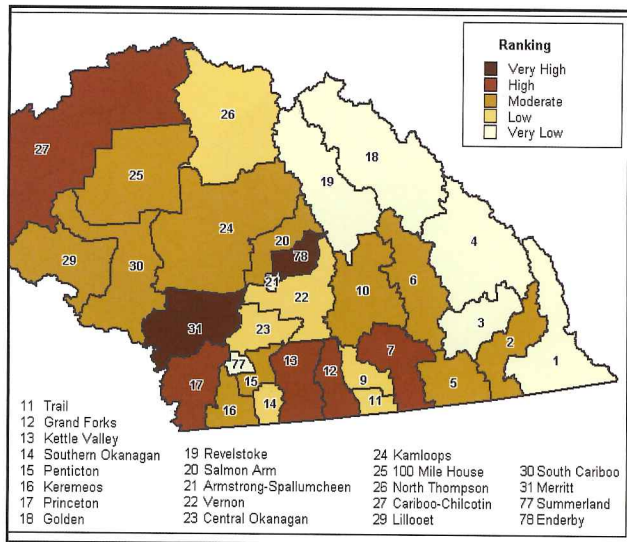 Ranking
Very High
High
Moderate
Low
Very Low
26
27
18
25
19
24
4
20
78
29
30
6
21
22
10
31
23
3
7
2
77
13
12
1
17
15
9
5
16
14
11
11 Trail
12 Grand Forks
13 Kettle Valley
14 Southern Okanagan
15 Penticton
16 Keremeos
17 Princeton
18 Golden
19 Revelstoke
20 Salmon Arm
21 Armstrong-Spallumcheen
22 Vernon
23 Central Okanagan
24 Kamloops
25 100 Mile House
26 North Thompson
27 Cariboo-Chilcotin
29 Lillooet
30 South Cariboo
31 Merritt
77 Summerland
78 Enderby